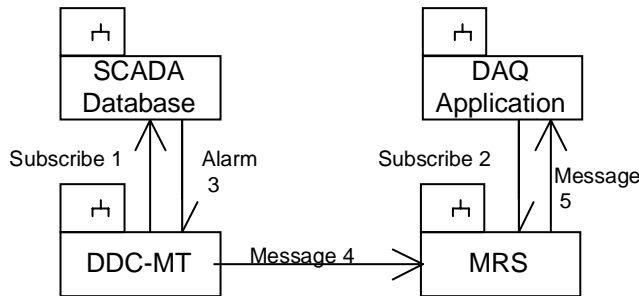 SCADA
Database
DAQ
Application
Subscribe 1
Alarm
3
Subscribe 2
Message
5
DDC-MT
Message 4
MRS